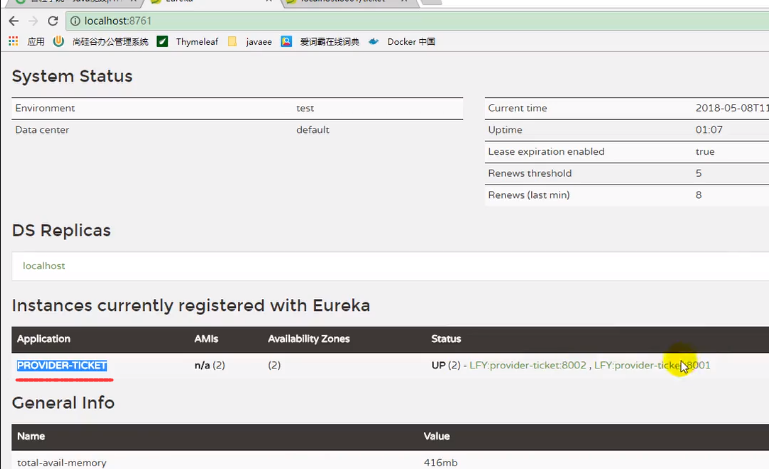 Eureka
localhost:8001/ticket
localhost:8761
应用 尚硅谷办公管理系统 Thymeleaf javaee 爱词霸在线词典 Docker 中国
System Status
Environment test
Data center default
Current time 2018-05-08T11
Uptime 01:07
Lease expiration enabled true
Renews threshold 5
Renews (last min) 8
DS Replicas
localhost
Instances currently registered with Eureka
Application AMIs Availability Zones Status
PROVIDER-TICKET n/a (2) (2) UP (2) - LFY:provider-ticket:8002 , LFY:provider-ticket:8001
General Info
Name Value
total-avail-memory 416mb